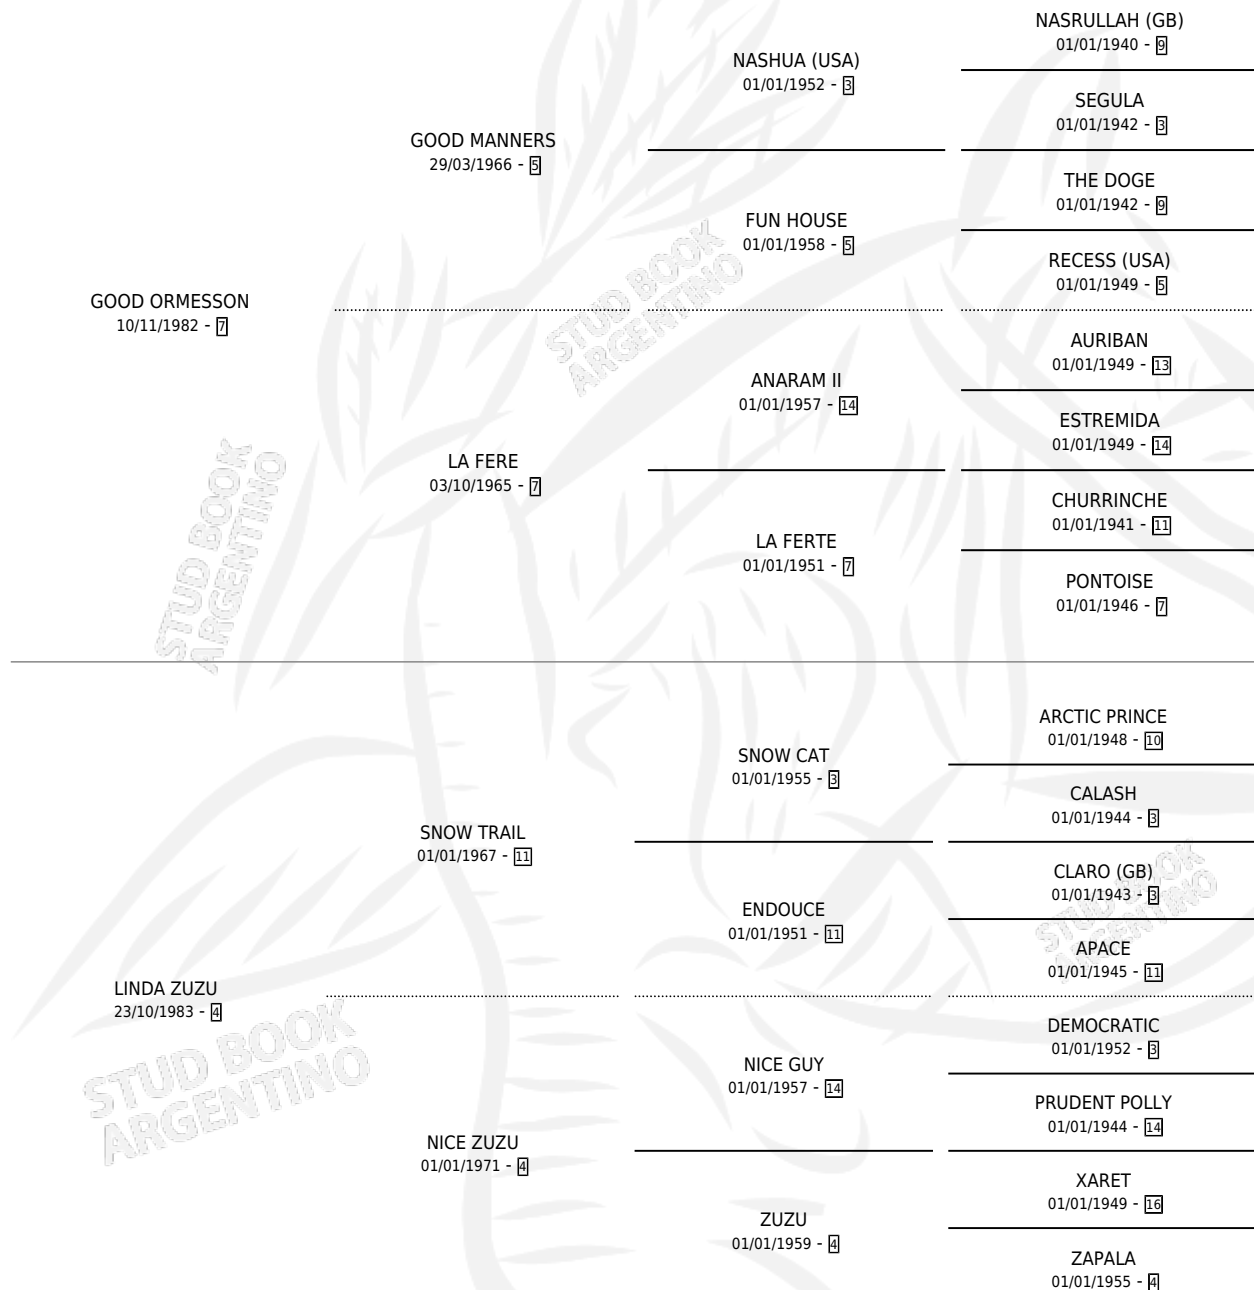 NASRULLAH (GB)
01/01/1940 - 9
NASHUA (USA)
01/01/1952 - 3
SEGULA
01/01/1942 - 3
GOOD MANNERS
29/03/1966 - 5
THE DOGE
01/01/1942 - 9
FUN HOUSE
01/01/1958 - 5
RECESS (USA)
01/01/1949 - 5
GOOD ORMESSON
10/11/1982 - 7
STUD BOOK
ARGENTINO
AURIBAN
01/01/1949 - 13
ANARAM II
01/01/1957 - 14
ESTREMIDA
01/01/1949 - 14
LA FERE
03/10/1965 - 7
CHURRINCHE
01/01/1941 - 11
LA FERTE
01/01/1951 - 7
PONTOISE
01/01/1946 - 7
STUD BOOK
ARGENTINO
ARCTIC PRINCE
01/01/1948 - 10
SNOW CAT
01/01/1955 - 3
CALASH
01/01/1944 - 3
SNOW TRAIL
01/01/1967 - 11
CLARO (GB)
01/01/1943 - 3
ENDOUCE
01/01/1951 - 11
STUD BOOK
ARGENTINO
APACE
01/01/1945 - 11
LINDA ZUZU
23/10/1983 - 4
STUD BOOK
ARGENTINO
DEMOCRATIC
01/01/1952 - 3
NICE GUY
01/01/1957 - 14
PRUDENT POLLY
01/01/1944 - 14
NICE ZUZU
01/01/1971 - 4
XARET
01/01/1949 - 16
ZUZU
01/01/1959 - 4
ZAPALA
01/01/1955 - 4